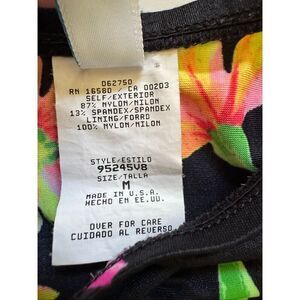 062750
RN 16580 / CA 00203
SELF/EXTERIOR
87% NYLON/NILON
13% SPANDEX/SPANDEX
LINING/FORRO
100% NYLON/NILON
STYLE/ESTILO
95245VB
SIZE/TALLA
M
MADE IN U.S.A.
HECHO EN EE.UU.
OVER FOR CARE
CUIDADO AL REVERSO